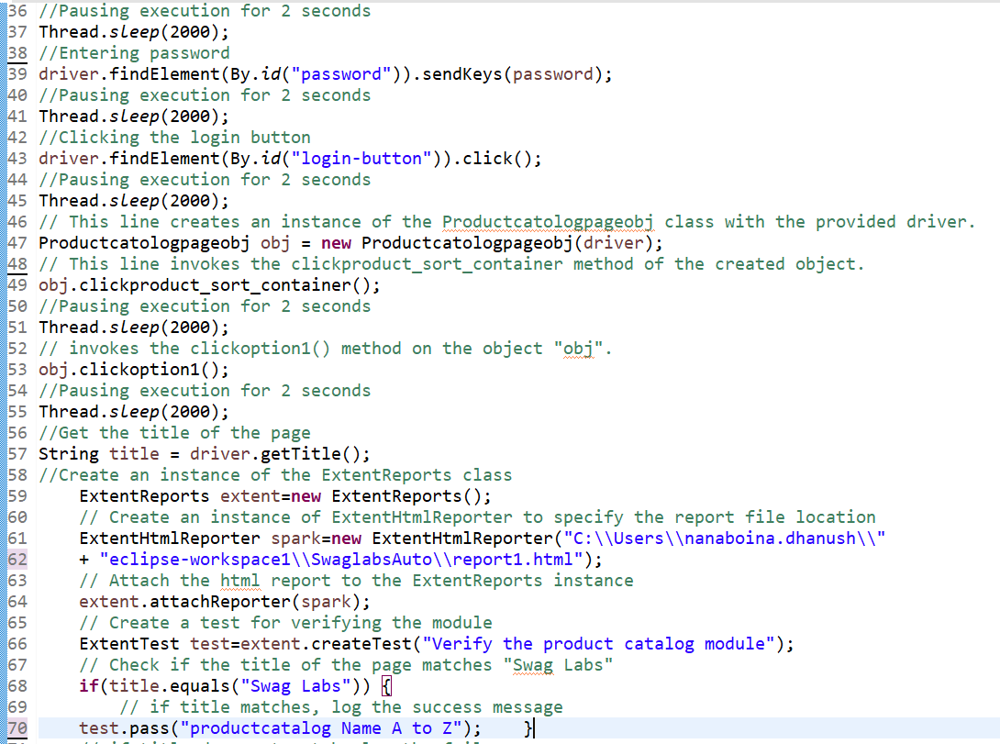 36 //Pausing execution for 2 seconds
37 Thread.sleep(2000);
38 //Entering password
39 driver.findElement(By.id("password")).sendKeys(password);
40 //Pausing execution for 2 seconds
41 Thread.sleep(2000);
42 //Clicking the login button
43 driver.findElement(By.id("login-button")).click();
44 //Pausing execution for 2 seconds
45 Thread.sleep(2000);
46 // This line creates an instance of the Productcatologpageobj class with the provided driver.
47 Productcatologpageobj obj = new Productcatologpageobj(driver);
48 // This line invokes the clickproduct_sort_container method of the created object.
49 obj.clickproduct_sort_container();
50 //Pausing execution for 2 seconds
51 Thread.sleep(2000);
52 // invokes the clickoption1() method on the object "obj".
53 obj.clickoption1();
54 //Pausing execution for 2 seconds
55 Thread.sleep(2000);
56 //Get the title of the page
57 String title = driver.getTitle();
58 //Create an instance of the ExtentReports class
59     ExtentReports extent=new ExtentReports();
60     // Create an instance of ExtentHtmlReporter to specify the report file location
61     ExtentHtmlReporter spark=new ExtentHtmlReporter("C:\\Users\\nanaboina.dhanush\\"
62     + "eclipse-workspace1\\SwaglabsAuto\\report1.html");
63     // Attach the html report to the ExtentReports instance
64     extent.attachReporter(spark);
65     // Create a test for verifying the module
66     ExtentTest test=extent.createTest("Verify the product catalog module");
67     // Check if the title of the page matches "Swag Labs"
68     if(title.equals("Swag Labs")) {
69         // if title matches, log the success message
70     test.pass("productcatalog Name A to Z");    }